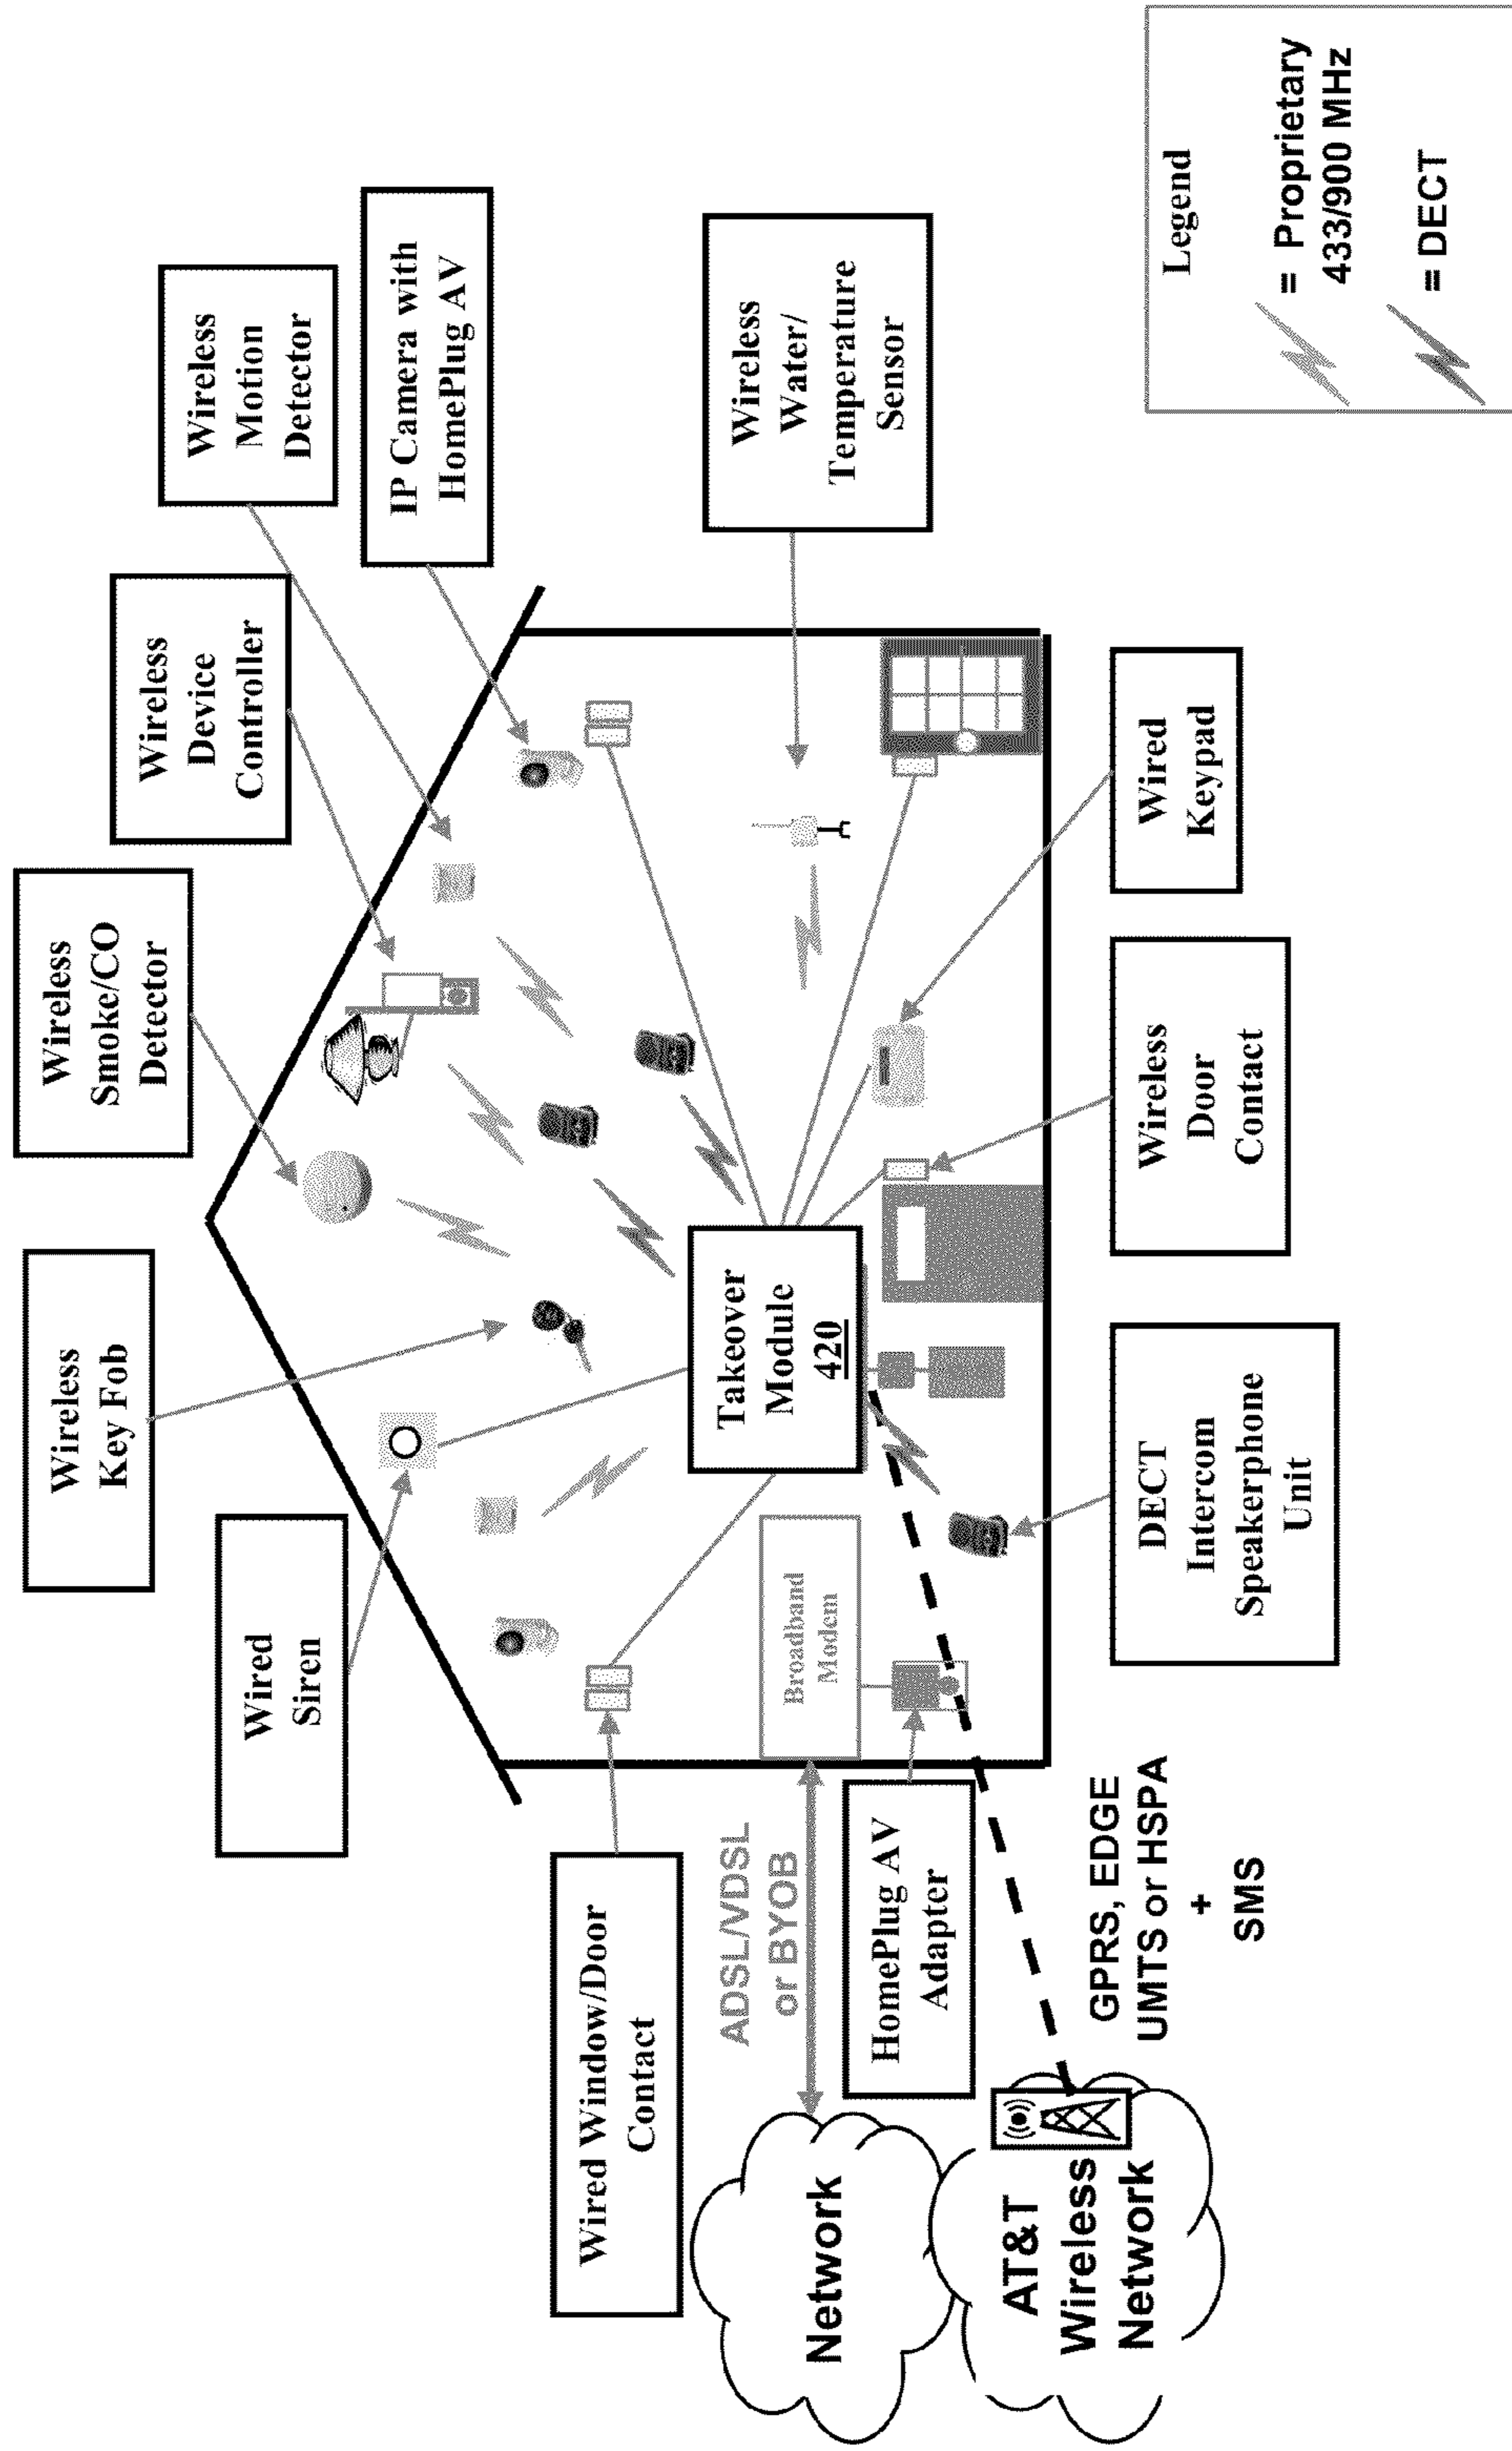 Wired
Siren
Wireless
Key Fob
Wireless
Smoke/CO
Detector
Wireless
Device
Controller
Wireless
Motion
Detector
IP Camera with
HomePlug AV
Wired Window/Door
Contact
ADSL/VDSL
or BYOB
Network
HomePlug AV
Adapter
Broadband
Modem
Takeover
Module
420
Wireless
Water/
Temperature
Sensor
AT&T
Wireless
Network
GPRS, EDGE
UMTS or HSPA
+
SMS
DECT
Intercom
Speakerphone
Unit
Wireless
Door
Contact
Wired
Keypad
Legend
= Proprietary
433/900 MHz
= DECT